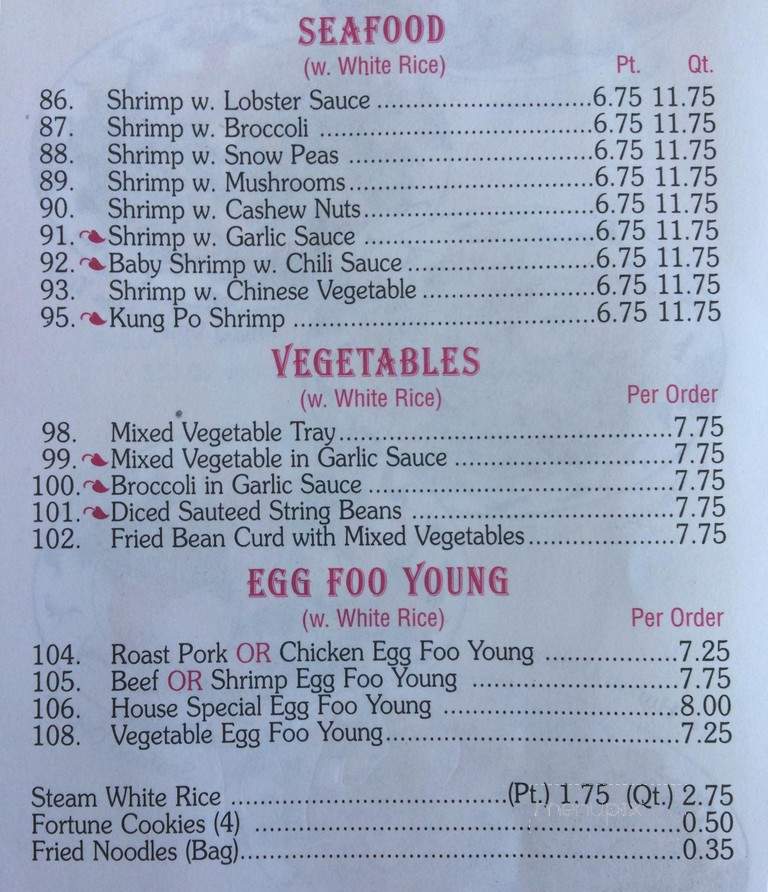 SEAFOOD
(w. White Rice) Pt. Qt.
86. Shrimp w. Lobster Sauce ............................6.75 11.75
87. Shrimp w. Broccoli ....................................6.75 11.75
88. Shrimp w. Snow Peas ................................6.75 11.75
89. Shrimp w. Mushrooms................................6.75 11.75
90. Shrimp w. Cashew Nuts..............................6.75 11.75
91. Shrimp w. Garlic Sauce ..............................6.75 11.75
92. Baby Shrimp w. Chili Sauce.........................6.75 11.75
93. Shrimp w. Chinese Vegetable.......................6.75 11.75
95. Kung Po Shrimp ........................................6.75 11.75
VEGETABLES
(w. White Rice) Per Order
98. Mixed Vegetable Tray............................................7.75
99. Mixed Vegetable in Garlic Sauce .............................7.75
100. Broccoli in Garlic Sauce ........................................7.75
101. Diced Sauteed String Beans ...................................7.75
102. Fried Bean Curd with Mixed Vegetables...................7.75
EGG FOO YOUNG
(w. White Rice) Per Order
104. Roast Pork OR Chicken Egg Foo Young ..................7.25
105. Beef OR Shrimp Egg Foo Young ...........................7.75
106. House Special Egg Foo Young ...............................8.00
108. Vegetable Egg Foo Young.......................................7.25
Steam White Rice ....................................(Pt.) 1.75 (Qt.) 2.75
Fortune Cookies (4) .........................................................0.50
Fried Noodles (Bag)...........................................................0.35
menupix